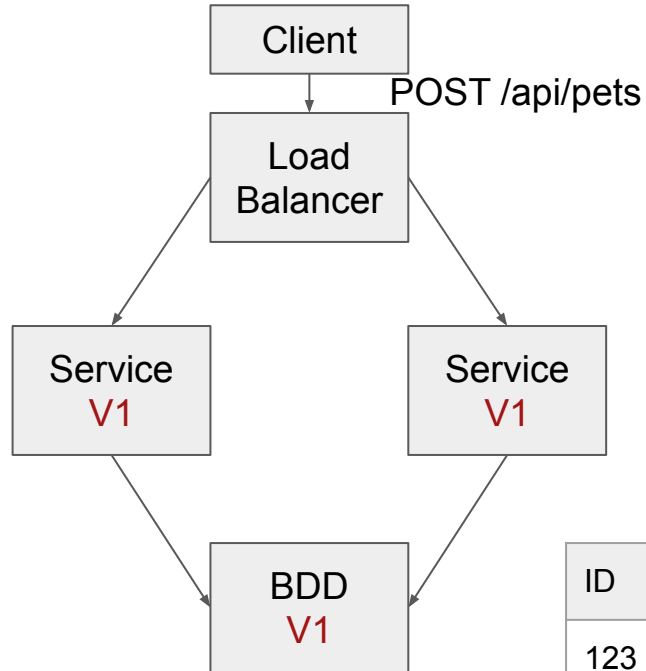 Client
POST /api/pets
Load
Balancer
Service
V1
Service
V1
BDD
V1
ID
123